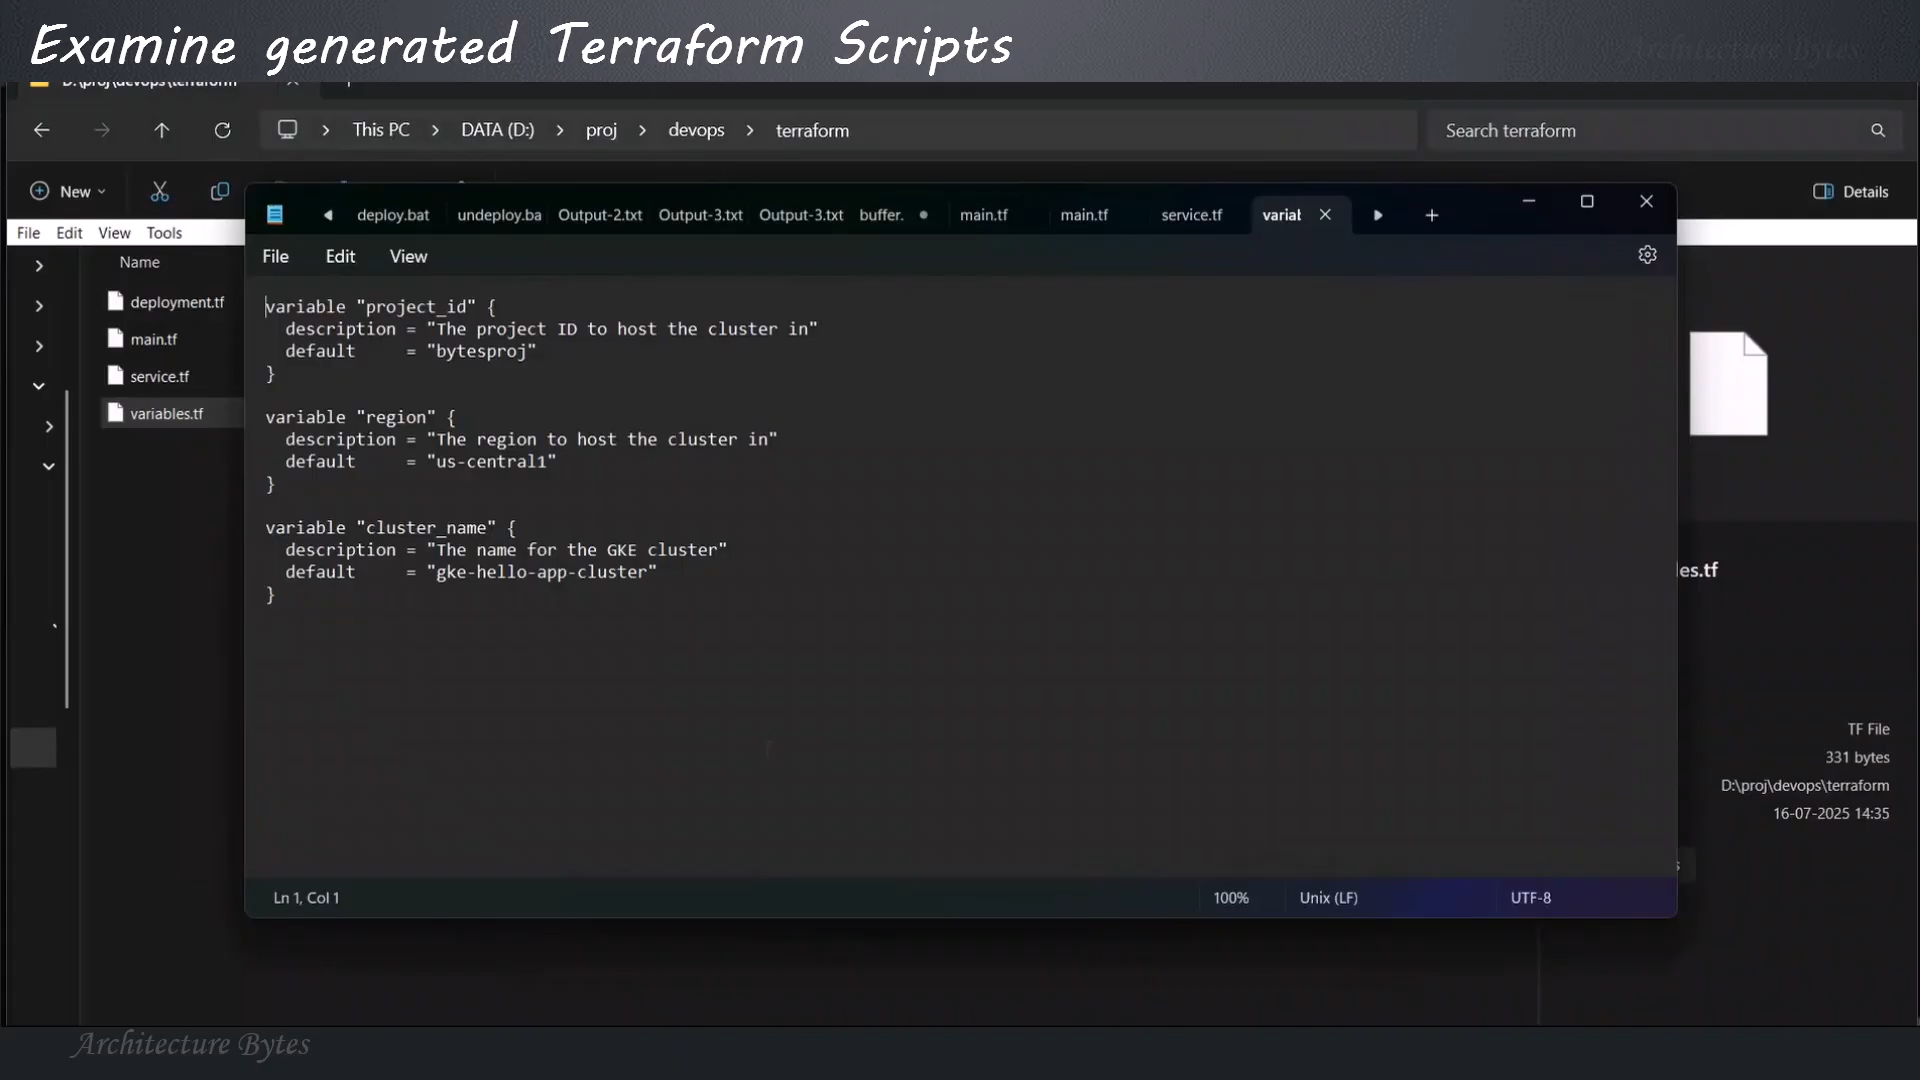 Examine generated Terraform Scripts
D:\proj\devops\terraform
This PC > DATA (D:) > proj > devops > terraform
Search terraform
New
Details
deploy.bat undeploy.ba Output-2.txt Output-3.txt Output-3.txt buffer. main.tf main.tf service.tf varial
File Edit View Tools
File Edit View
Name
deployment.tf
main.tf
service.tf
variables.tf
variable "project_id" {
  description = "The project ID to host the cluster in"
  default     = "bytesproj"
}
variable "region" {
  description = "The region to host the cluster in"
  default     = "us-central1"
}
variable "cluster_name" {
  description = "The name for the GKE cluster"
  default     = "gke-hello-app-cluster"
}
les.tf
TF File
331 bytes
D:\proj\devops\terraform
16-07-2025 14:35
Ln 1, Col 1
100%
Unix (LF)
UTF-8
Architecture Bytes